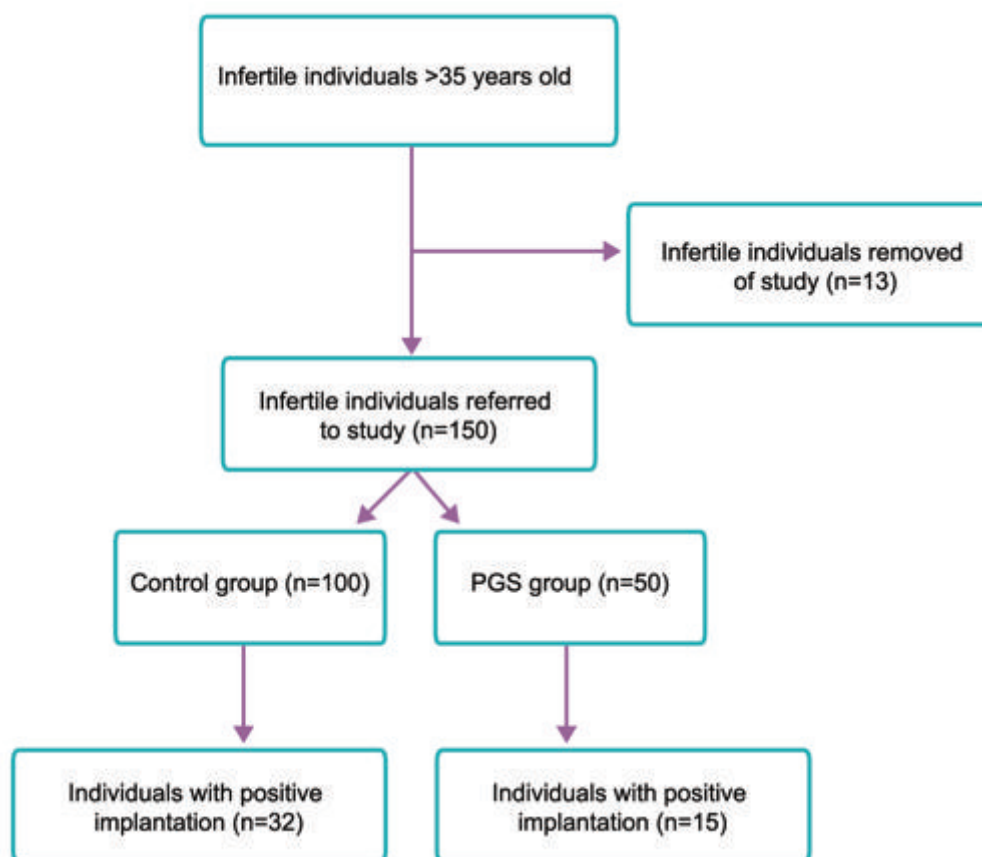 Infertile individuals >35 years old
Infertile individuals removed
of study (n=13)
Infertile individuals referred
to study (n=150)
Control group (n=100)
PGS group (n=50)
Individuals with positive
implantation (n=32)
Individuals with positive
implantation (n=15)